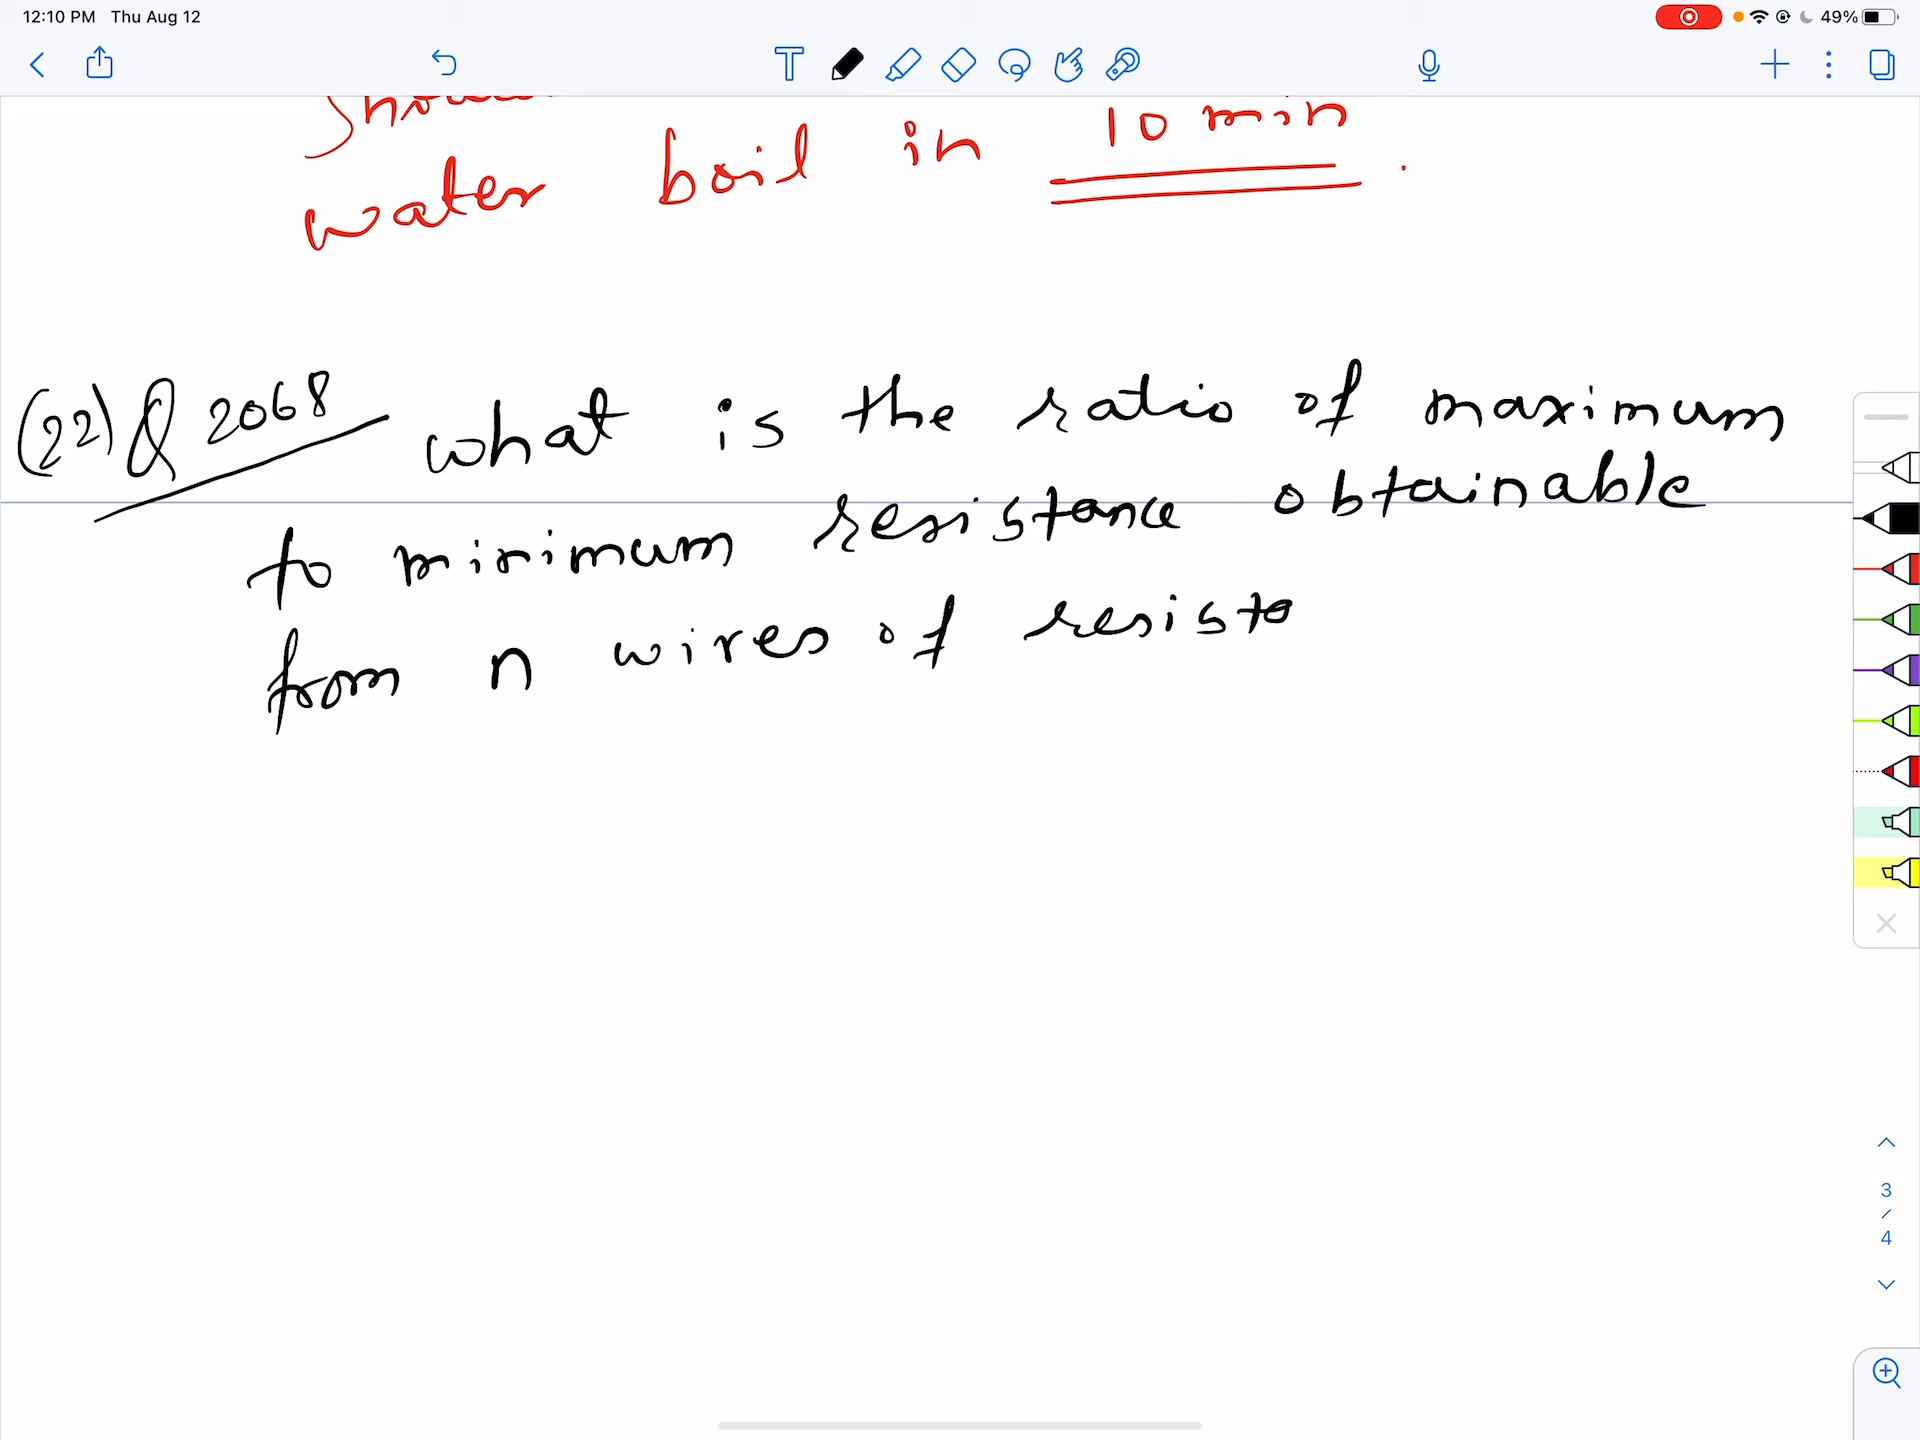 12:10 PM Thu Aug 12
49%
water boil in 10 min .
(22) Q 2068 what is the ratio of maximum
to minimum resistance obtainable
from n wires of resista
3
/
4